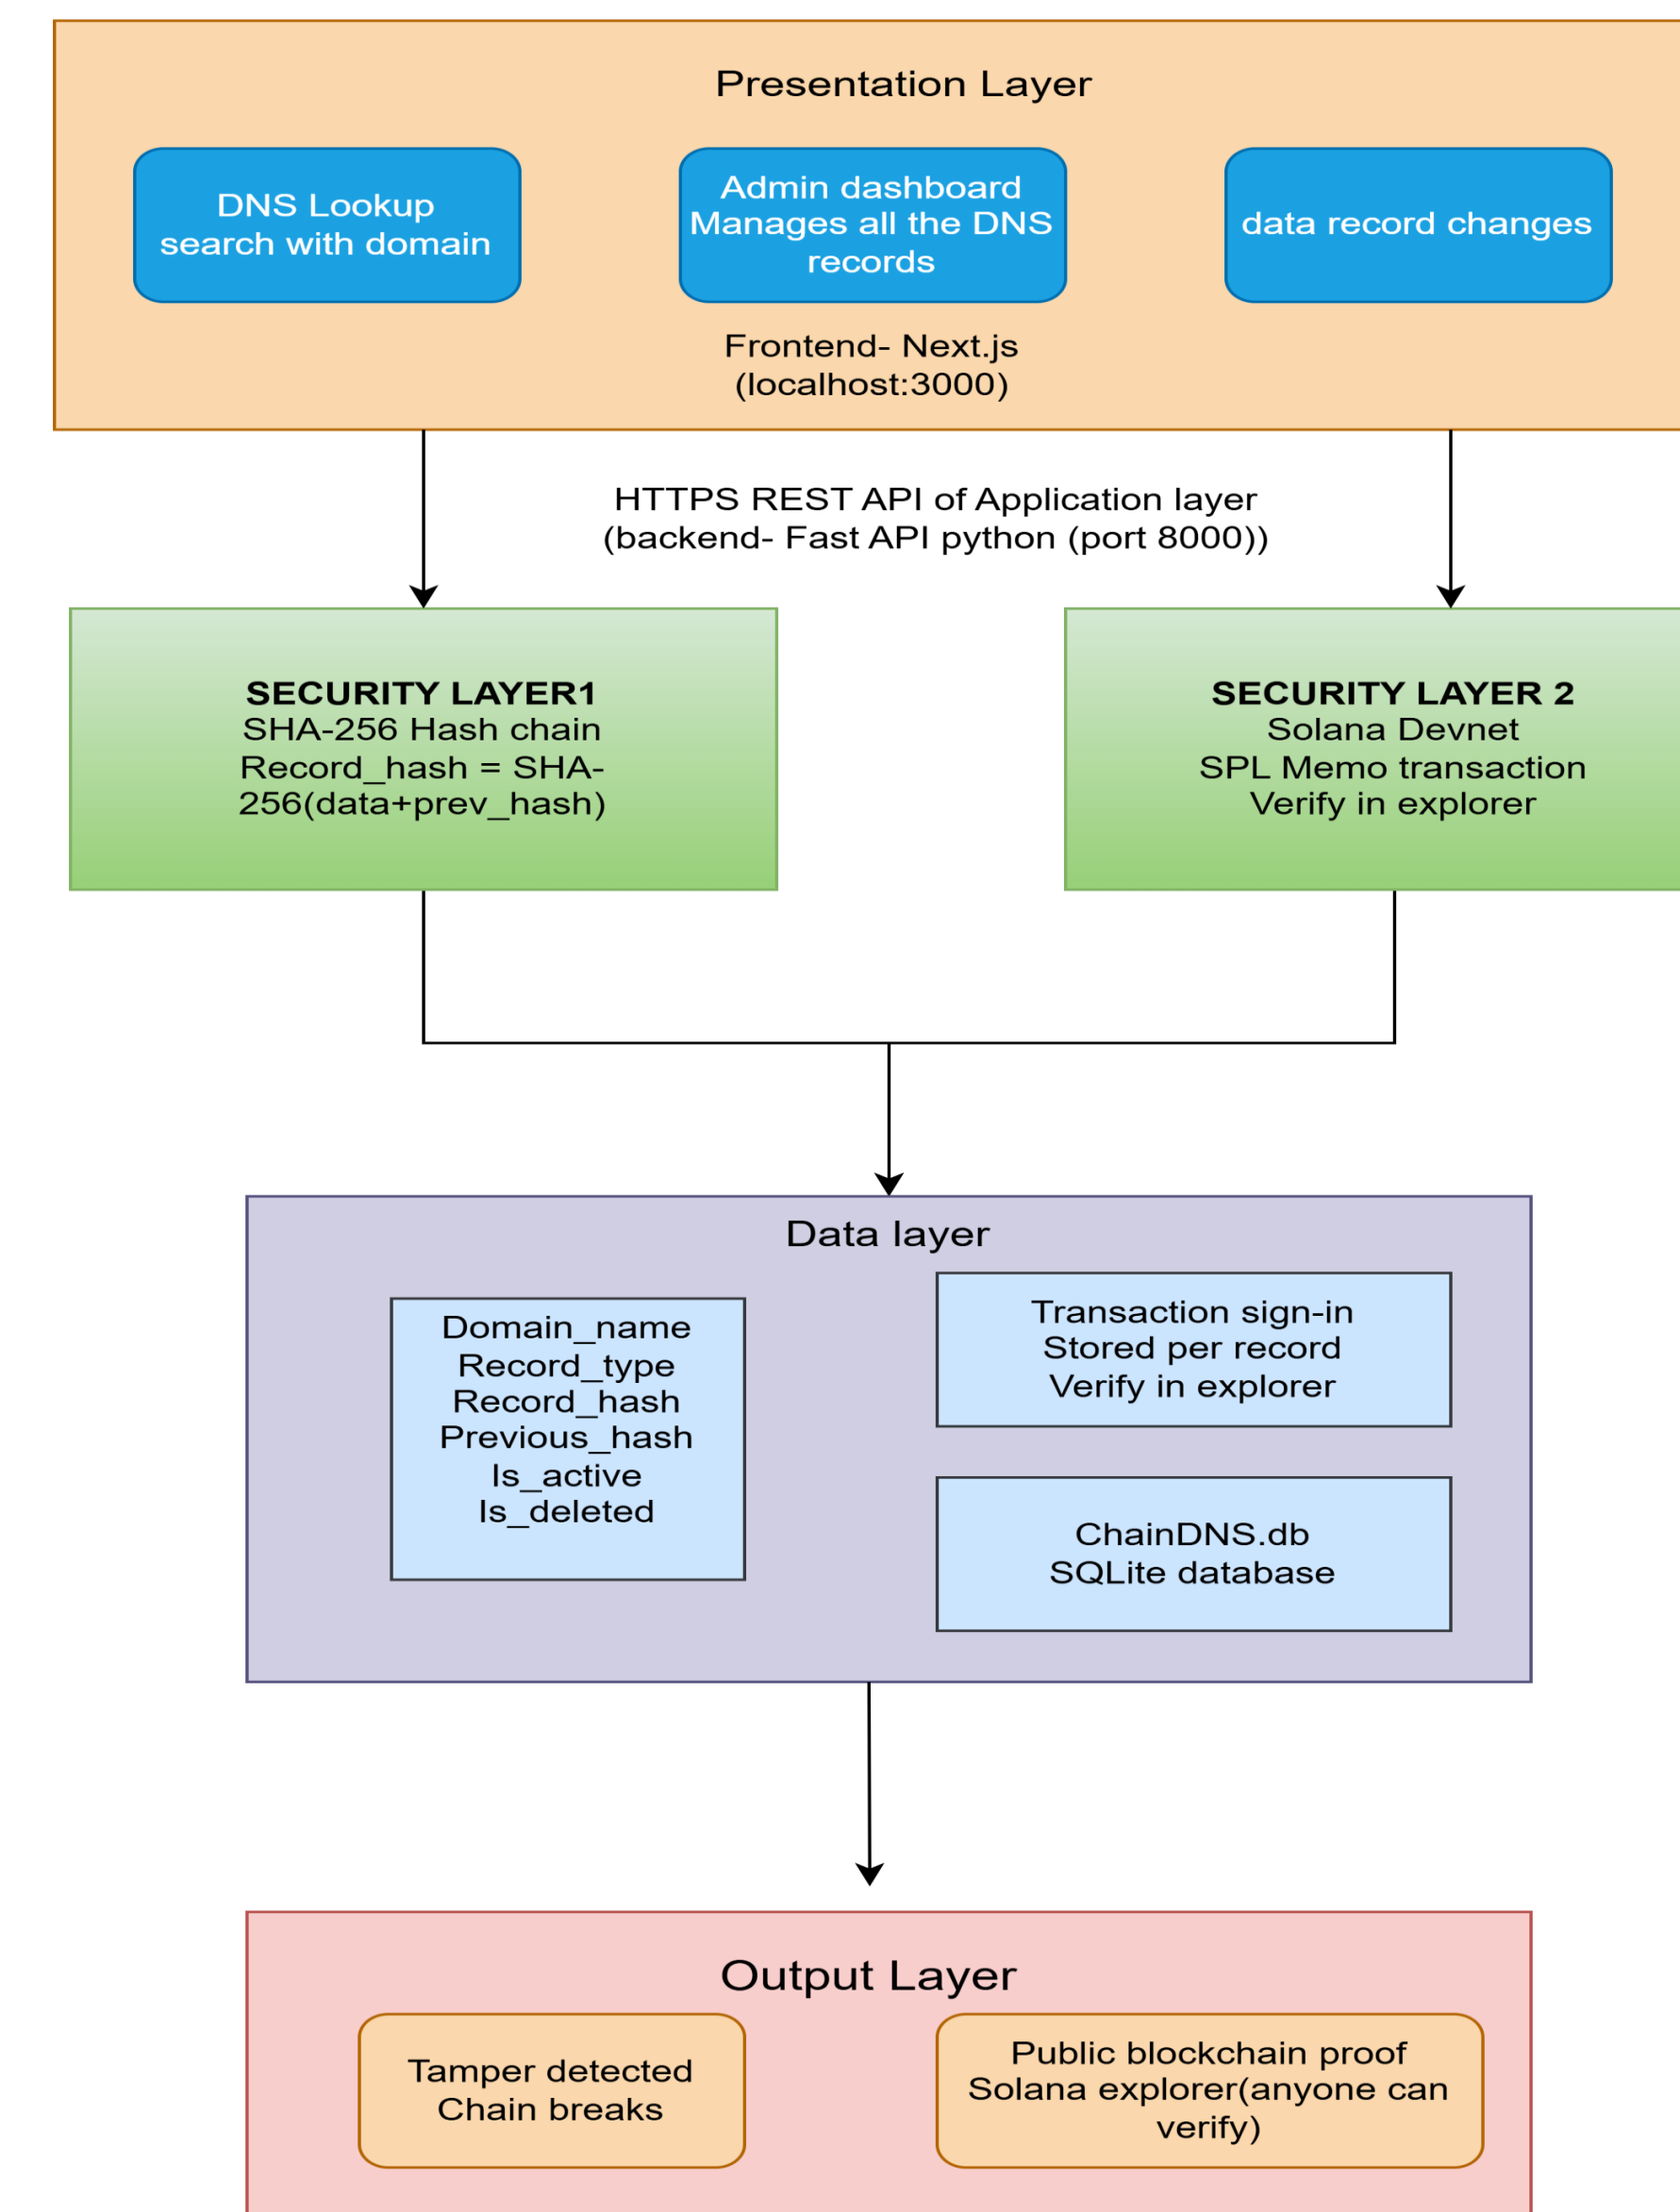 Presentation Layer
DNS Lookup
search with domain
Admin dashboard
Manages all the DNS
records
data record changes
Frontend- Next.js
(localhost:3000)
HTTPS REST API of Application layer
(backend- Fast API python (port 8000))
SECURITY LAYER1
SHA-256 Hash chain
Record_hash = SHA-
256(data+prev_hash)
SECURITY LAYER 2
Solana Devnet
SPL Memo transaction
Verify in explorer
Data layer
Domain_name
Record_type
Record_hash
Previous_hash
Is_active
Is_deleted
Transaction sign-in
Stored per record
Verify in explorer
ChainDNS.db
SQLite database
Output Layer
Tamper detected
Chain breaks
Public blockchain proof
Solana explorer(anyone can
verify)